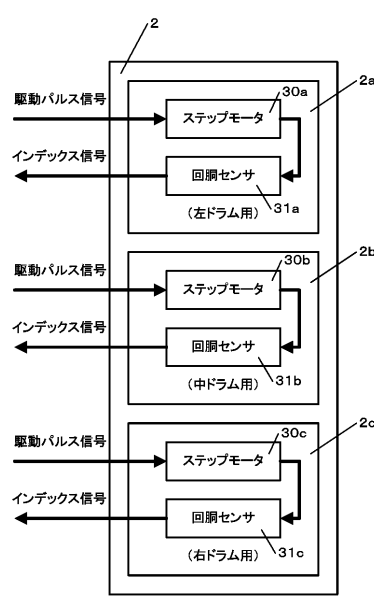 2
2a
駆動パルス信号
30a
ステップモータ
インデックス信号
回胴センサ
31a
(左ドラム用)
2b
駆動パルス信号
30b
ステップモータ
インデックス信号
回胴センサ
31b
(中ドラム用)
2c
駆動パルス信号
30c
ステップモータ
インデックス信号
回胴センサ
31c
(右ドラム用)